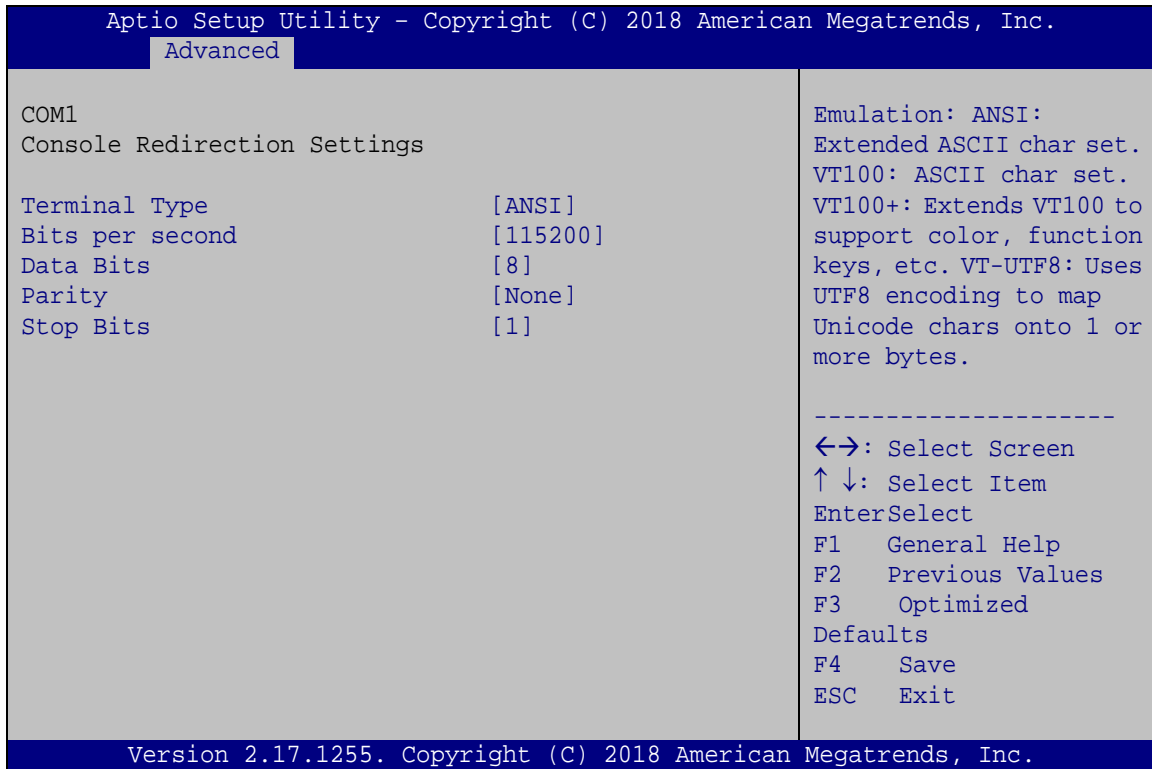 Aptio Setup Utility – Copyright (C) 2018 American Megatrends, Inc.
Advanced
COM1
Console Redirection Settings
Terminal Type [ANSI]
Bits per second [115200]
Data Bits [8]
Parity [None]
Stop Bits [1]
Emulation: ANSI:
Extended ASCII char set.
VT100: ASCII char set.
VT100+: Extends VT100 to
support color, function
keys, etc. VT-UTF8: Uses
UTF8 encoding to map
Unicode chars onto 1 or
more bytes.
---------------------
←→: Select Screen
↑ ↓: Select Item
EnterSelect
F1 General Help
F2 Previous Values
F3 Optimized
Defaults
F4 Save
ESC Exit
Version 2.17.1255. Copyright (C) 2018 American Megatrends, Inc.